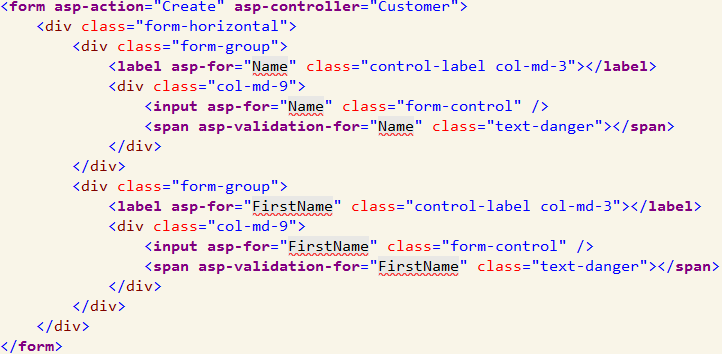 <form asp-action="Create" asp-controller="Customer">
    <div class="form-horizontal">
        <div class="form-group">
            <label asp-for="Name" class="control-label col-md-3"></label>
            <div class="col-md-9">
                <input asp-for="Name" class="form-control" />
                <span asp-validation-for="Name" class="text-danger"></span>
            </div>
        </div>
        <div class="form-group">
            <label asp-for="FirstName" class="control-label col-md-3"></label>
            <div class="col-md-9">
                <input asp-for="FirstName" class="form-control" />
                <span asp-validation-for="FirstName" class="text-danger"></span>
            </div>
        </div>
    </div>
</form>